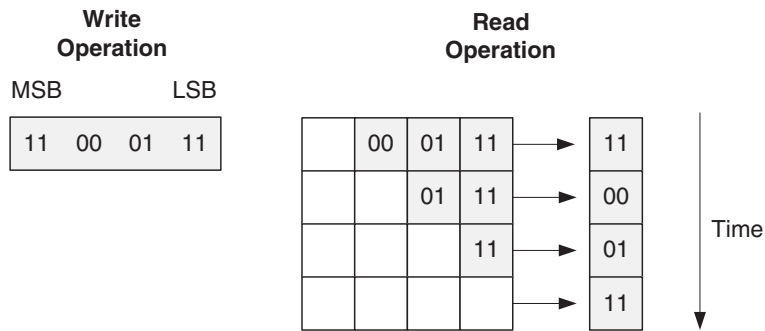 Write
Operation
Read
Operation
MSB LSB
11 00 01 11
00 01 11 11
01 11 00
11 01
11
Time